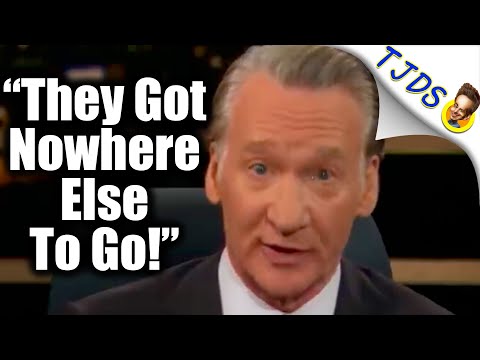 “They Got
Nowhere
Else
To Go!”
TJDS